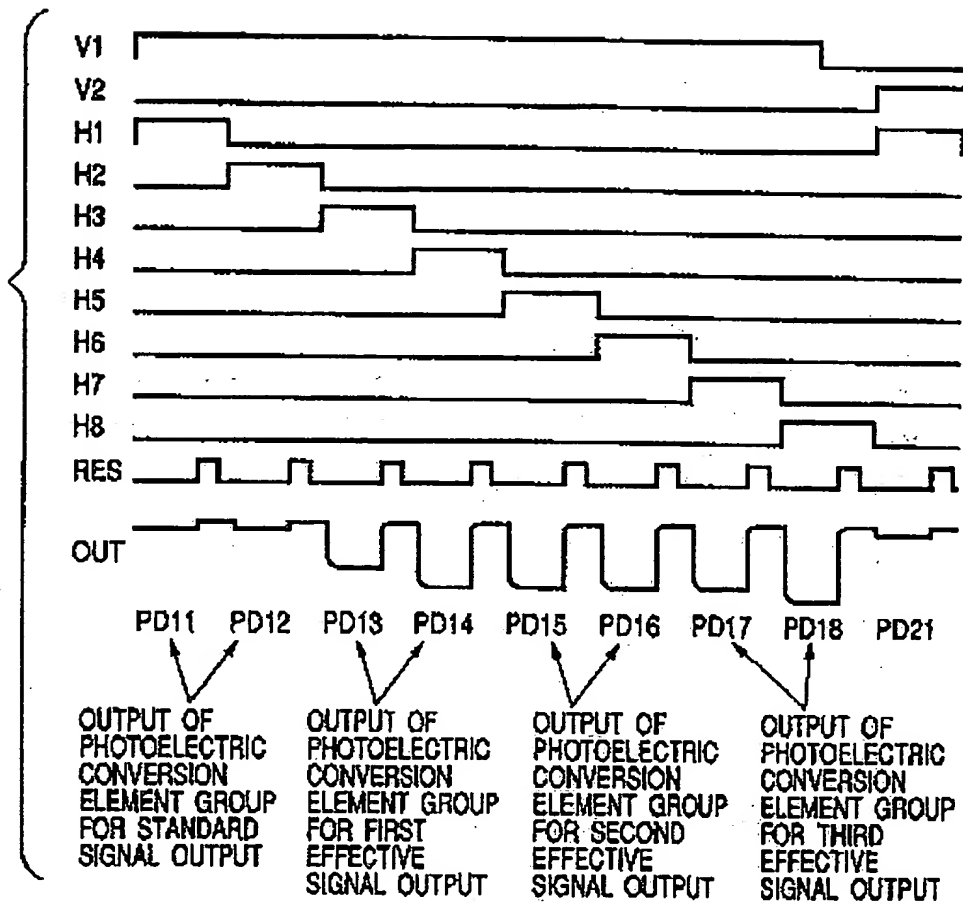 V1
V2
H1
H2
H3
H4
H5
H6
H7
H8
RES
OUT
PD11 PD12 PD13 PD14 PD15 PD16 PD17 PD18 PD21
OUTPUT OF
PHOTOELECTRIC
CONVERSION
ELEMENT GROUP
FOR STANDARD
SIGNAL OUTPUT
OUTPUT OF
PHOTOELECTRIC
CONVERSION
ELEMENT GROUP
FOR FIRST
EFFECTIVE
SIGNAL OUTPUT
OUTPUT OF
PHOTOELECTRIC
CONVERSION
ELEMENT GROUP
FOR SECOND
EFFECTIVE
SIGNAL OUTPUT
OUTPUT OF
PHOTOELECTRIC
CONVERSION
ELEMENT GROUP
FOR THIRD
EFFECTIVE
SIGNAL OUTPUT